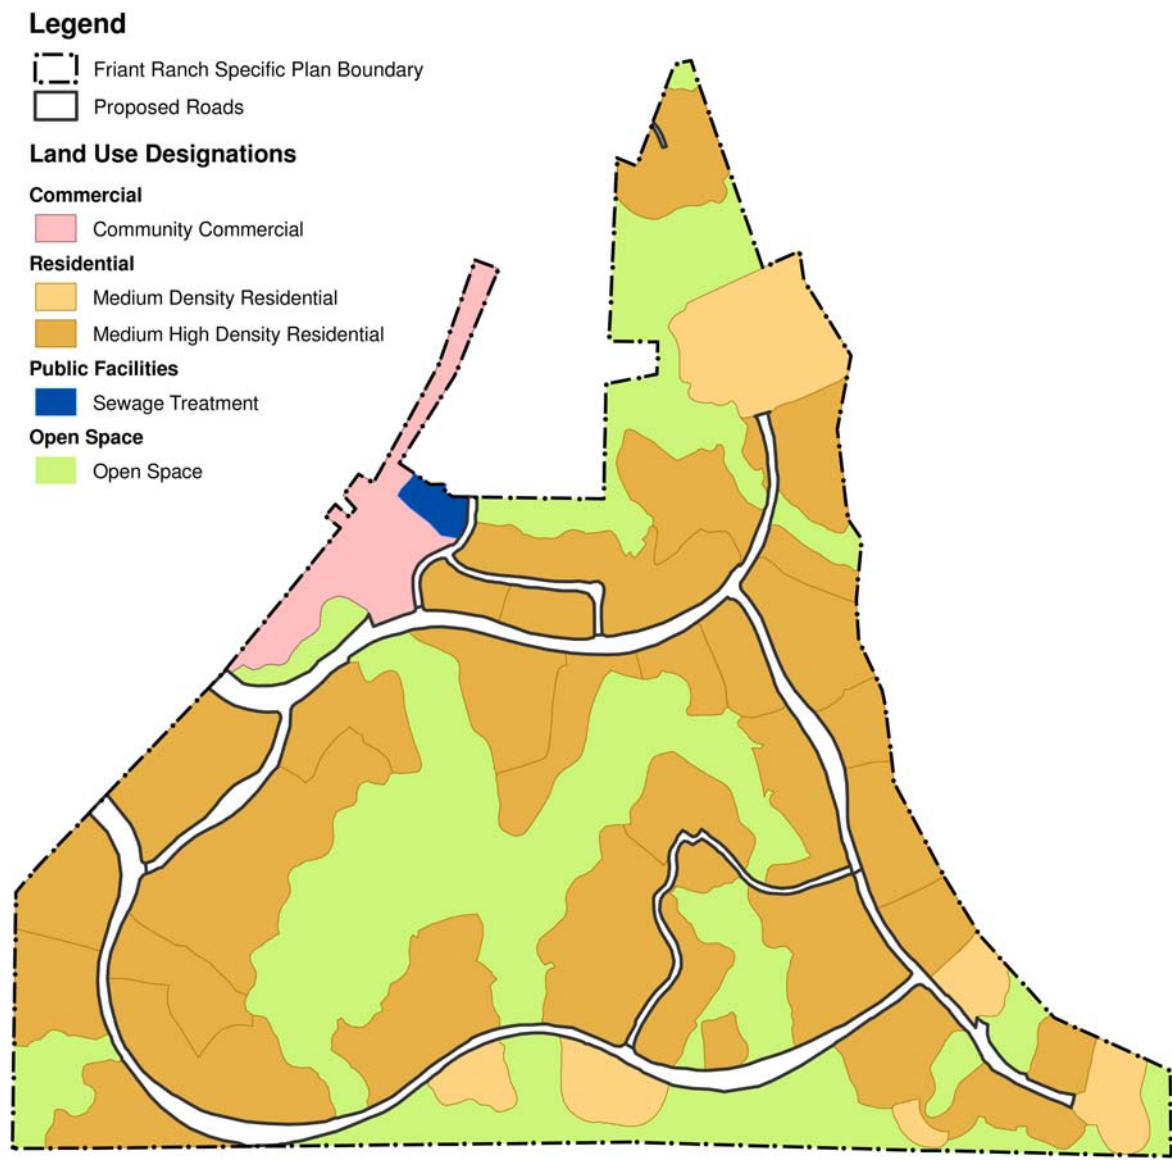 Legend
Friant Ranch Specific Plan Boundary
Proposed Roads
Land Use Designations
Commercial
Community Commercial
Residential
Medium Density Residential
Medium High Density Residential
Public Facilities
Sewage Treatment
Open Space
Open Space